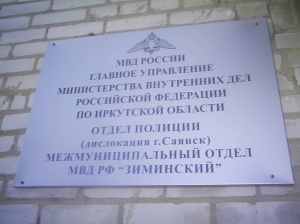 МВД РОССИИ
ГЛАВНОЕ УПРАВЛЕНИЕ
МИНИСТЕРСТВА ВНУТРЕННИХ ДЕЛ
РОССИЙСКОЙ ФЕДЕРАЦИИ
ПО ИРКУТСКОЙ ОБЛАСТИ
ОТДЕЛ ПОЛИЦИИ
(дислокация г.Саянск)
МЕЖМУНИЦИПАЛЬНЫЙ ОТДЕЛ
МВД РФ "ЗИМИНСКИЙ"